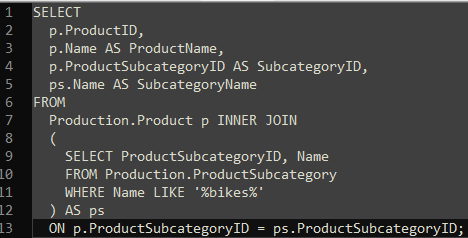 1 SELECT
2 p.ProductID,
3 p.Name AS ProductName,
4 p.ProductSubcategoryID AS SubcategoryID,
5 ps.Name AS SubcategoryName
6 FROM
7 Production.Product p INNER JOIN
8 (
9 SELECT ProductSubcategoryID, Name
10 FROM Production.ProductSubcategory
11 WHERE Name LIKE '%bikes%'
12 ) AS ps
13 ON p.ProductSubcategoryID = ps.ProductSubcategoryID;